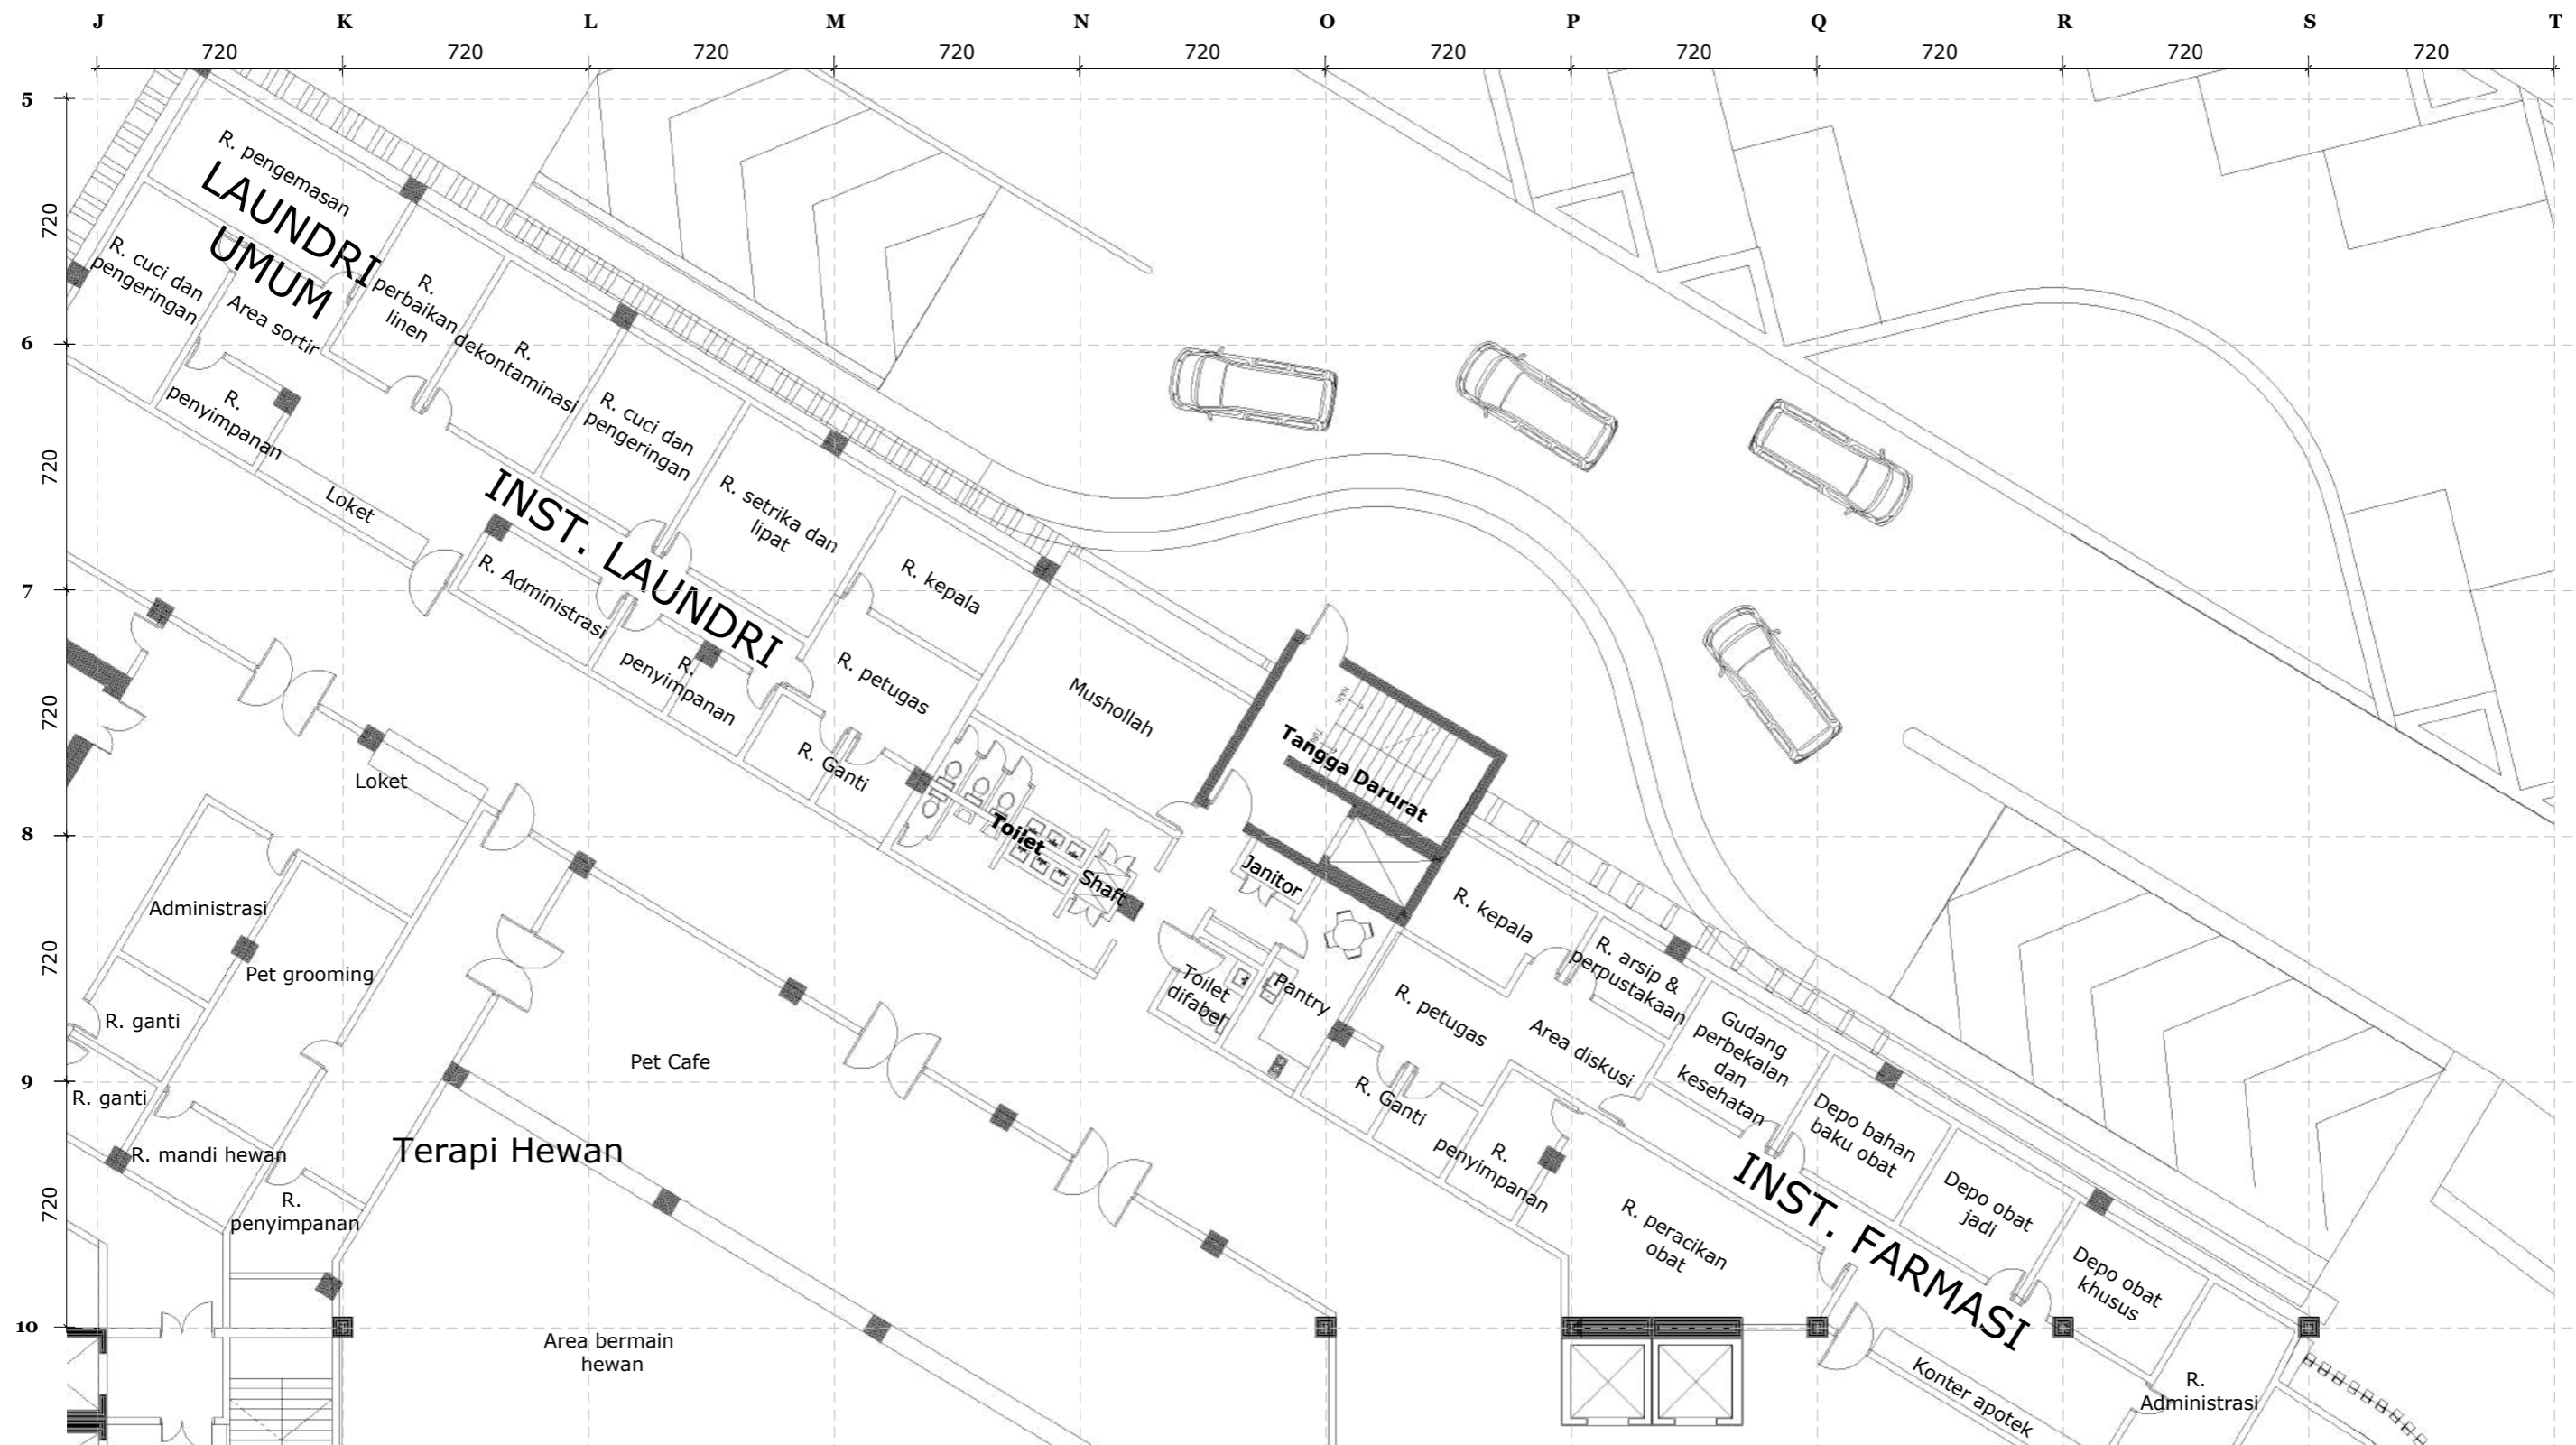 J K L M N O P Q R S T
720 720 720 720 720 720 720 720 720 720
5
720
6
720
7
720
8
720
9
720
10
R. pengemasan
LAUNDRI
UMUM
R. cuci dan
pengeringan
Area sortir
R.
perbaikan
linen
R.
dekontaminasi
R.
penyimpanan
Loket
R. cuci dan
pengeringan
R. setrika dan
lipat
INST. LAUNDRI
R. Administrasi
R.
penyimpanan
R. kepala
R. petugas
R. Ganti
Mushollah
Toilet
Shaft
Tangga Darurat
Janitor
Toilet
difabel
Pantry
R. kepala
R. petugas
R. arsip &
perpustakaan
Area diskusi
Gudang
perbekalan
dan
kesehatan
R. Ganti
R.
penyimpanan
Depo bahan
baku obat
Depo obat
jadi
Depo obat
khusus
INST. FARMASI
R. peracikan
obat
Konter apotek
R.
Administrasi
Loket
Administrasi
Pet grooming
R. ganti
R. ganti
R. mandi hewan
R.
penyimpanan
Pet Cafe
Terapi Hewan
Area bermain
hewan